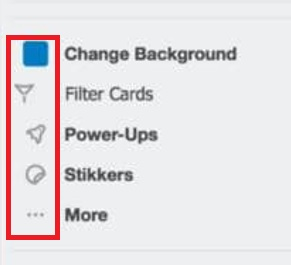 Change Background
Filter Cards
Power-Ups
Stikkers
More